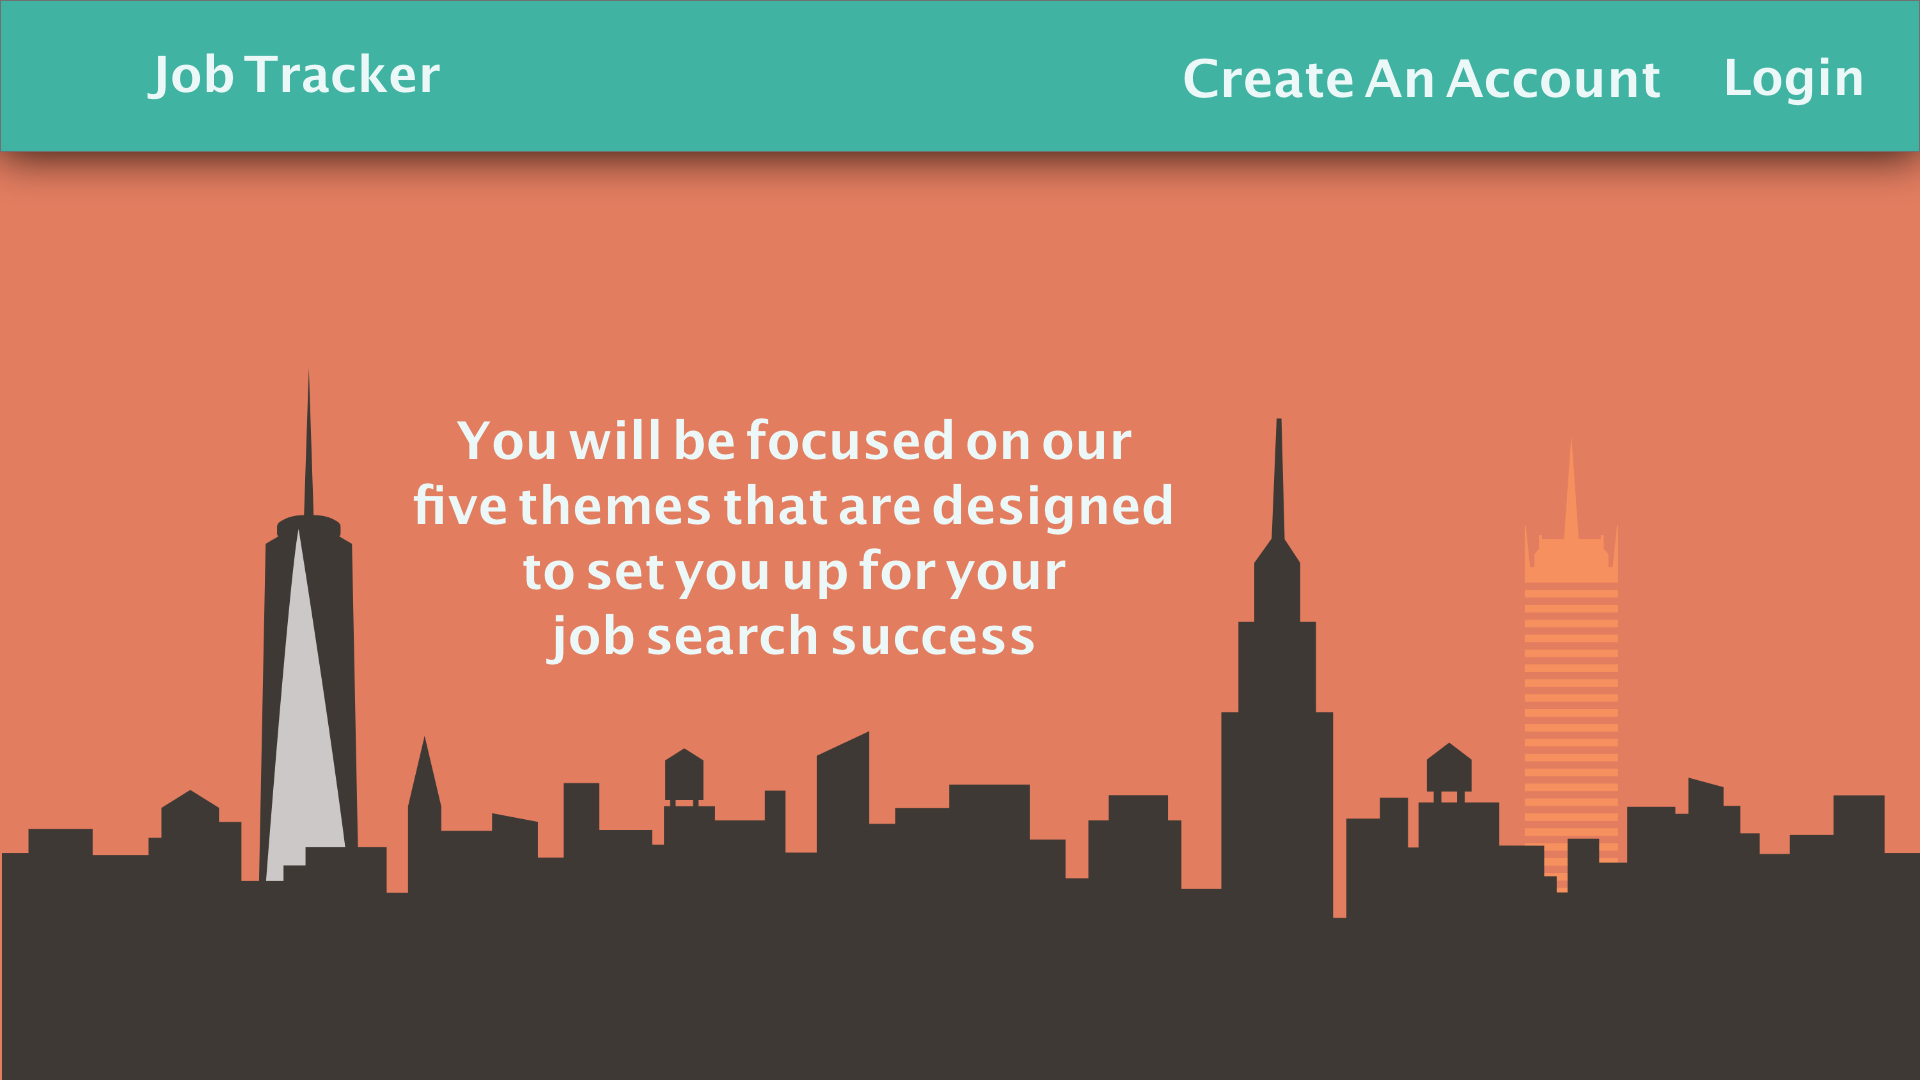 Job Tracker
Create An Account
Login
You will be focused on our
five themes that are designed
to set you up for your
job search success